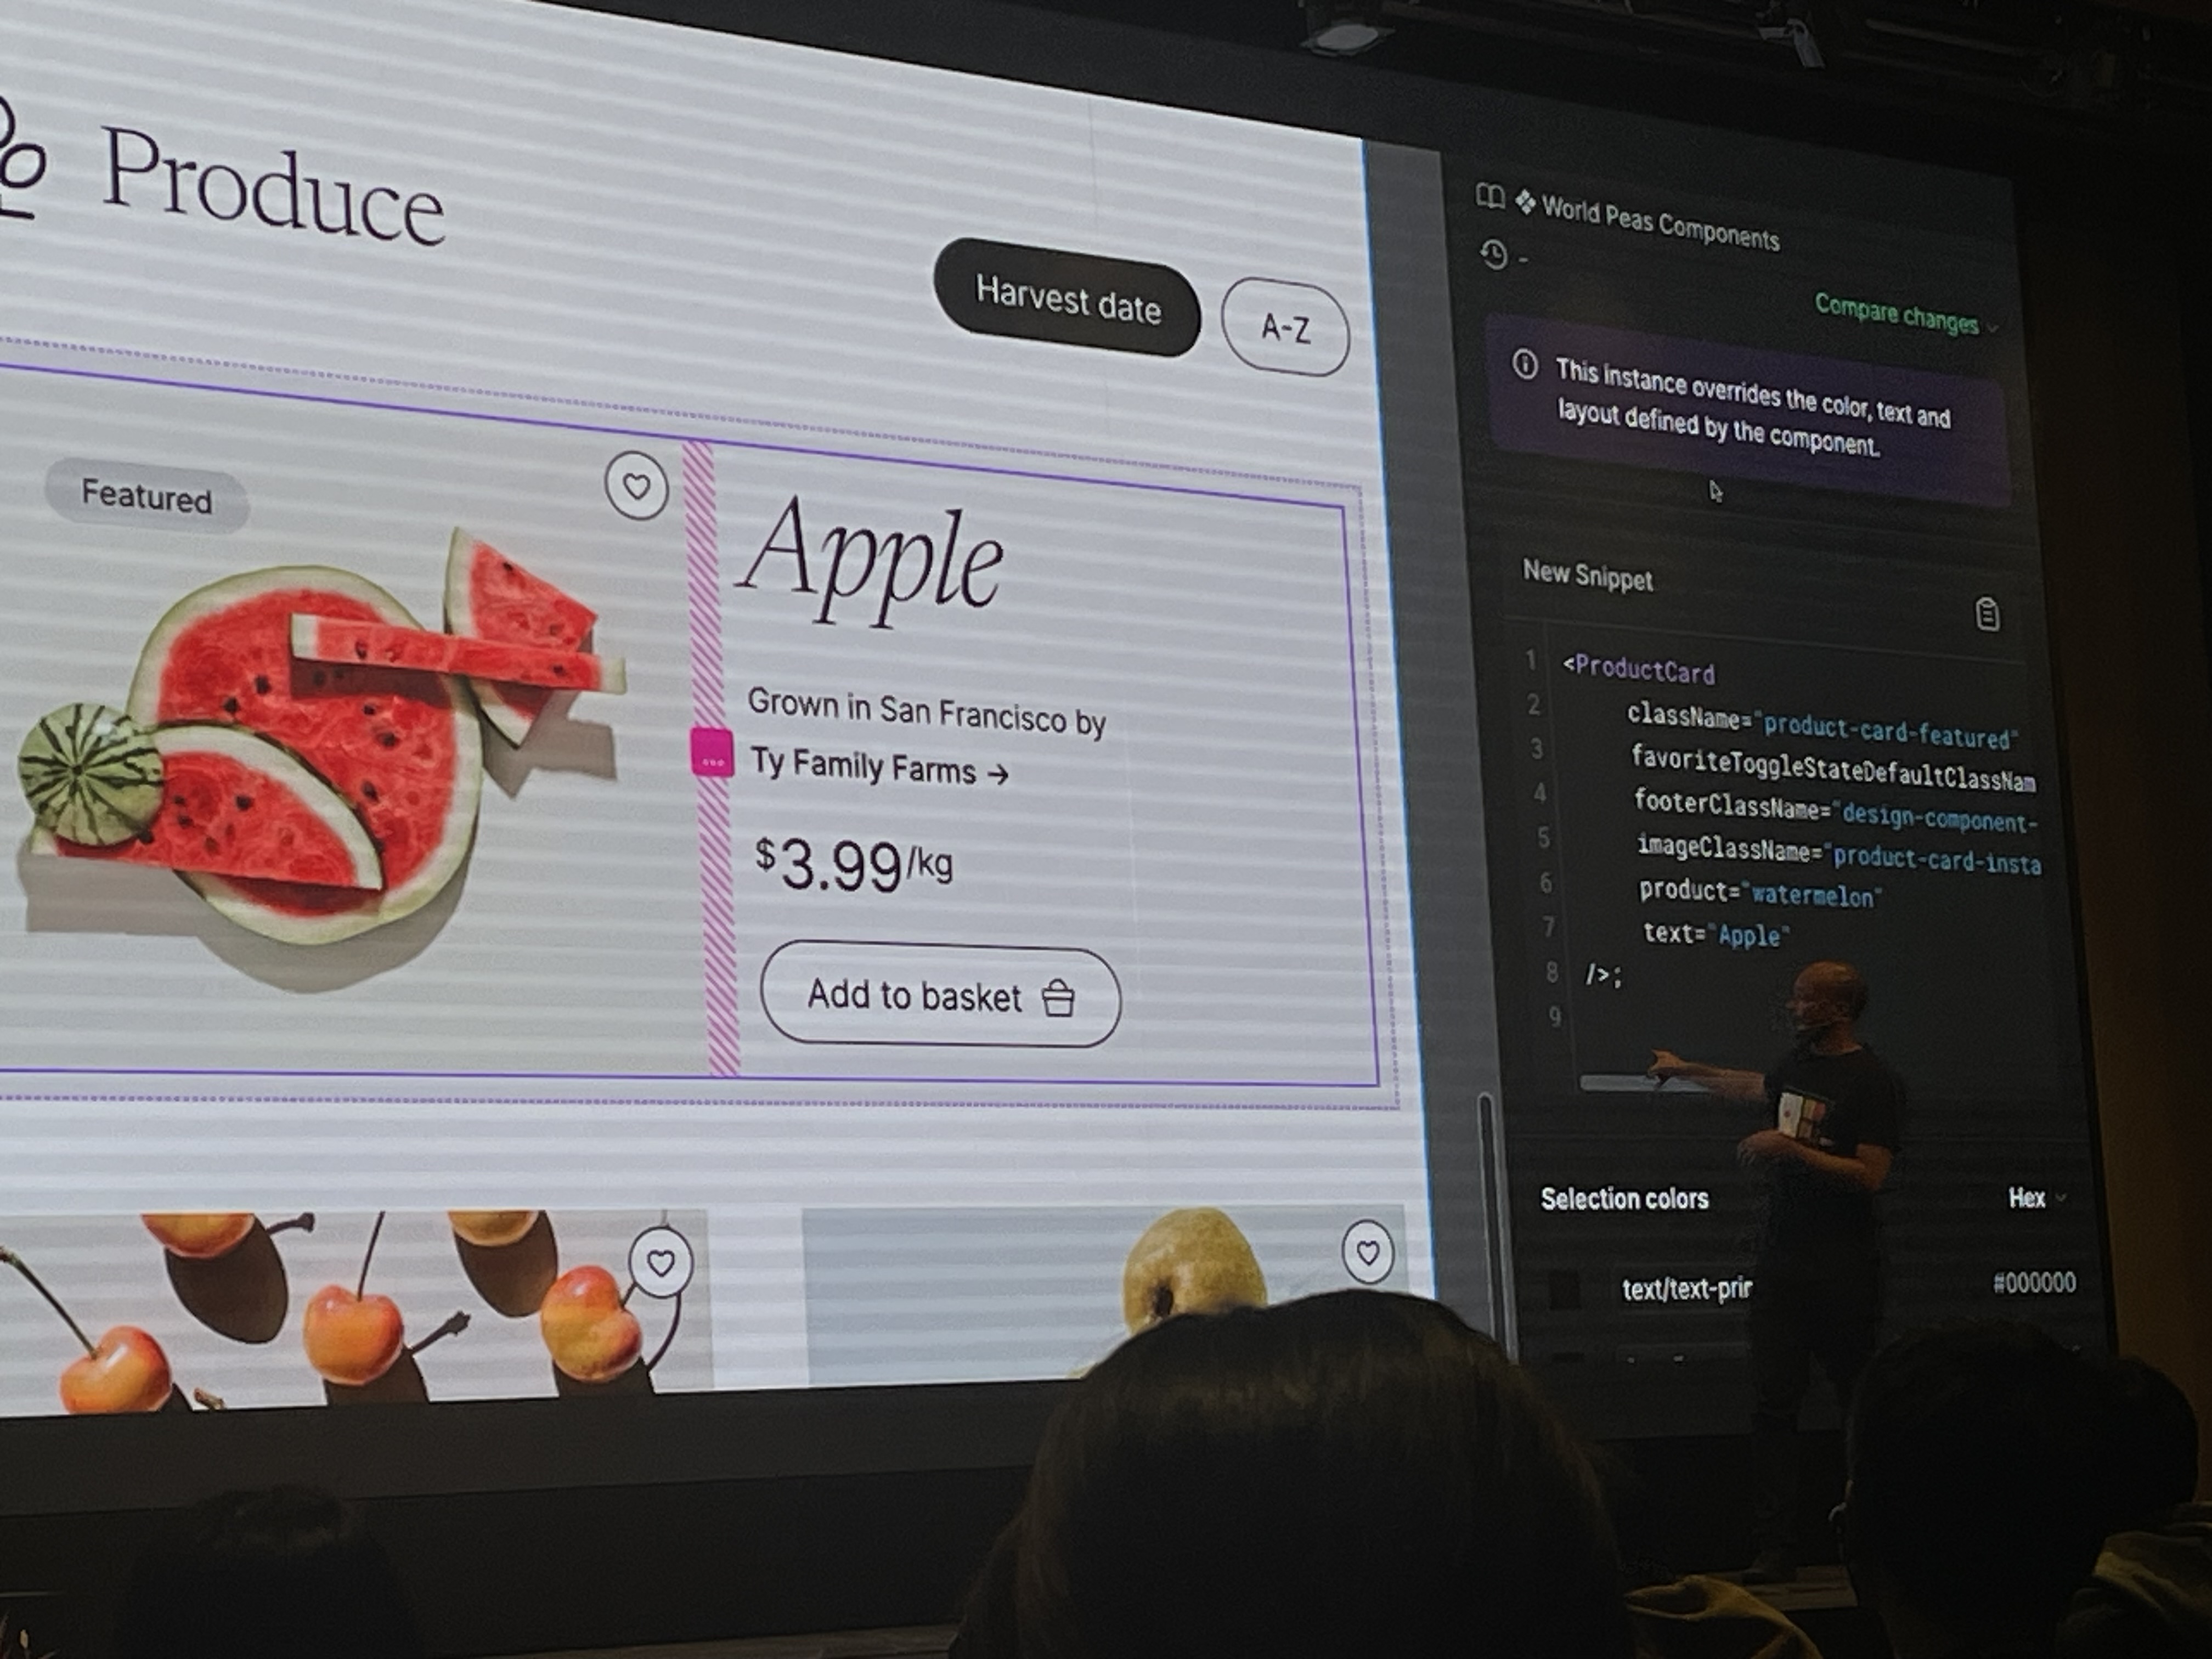 Produce
Harvest date
A-Z
Featured
Apple
Grown in San Francisco by
Ty Family Farms →
$3.99/kg
Add to basket
World Peas Components
-
Compare changes
This instance overrides the color, text and
layout defined by the component.
New Snippet
1 <ProductCard
2 className="product-card-featured"
3 favoriteToggleStateDefaultClassNam
4 footerClassName="design-component-
5 imageClassName="product-card-insta
6 product="watermelon"
7 text="Apple"
8 />;
9
Selection colors
Hex
text/text-prir
#000000